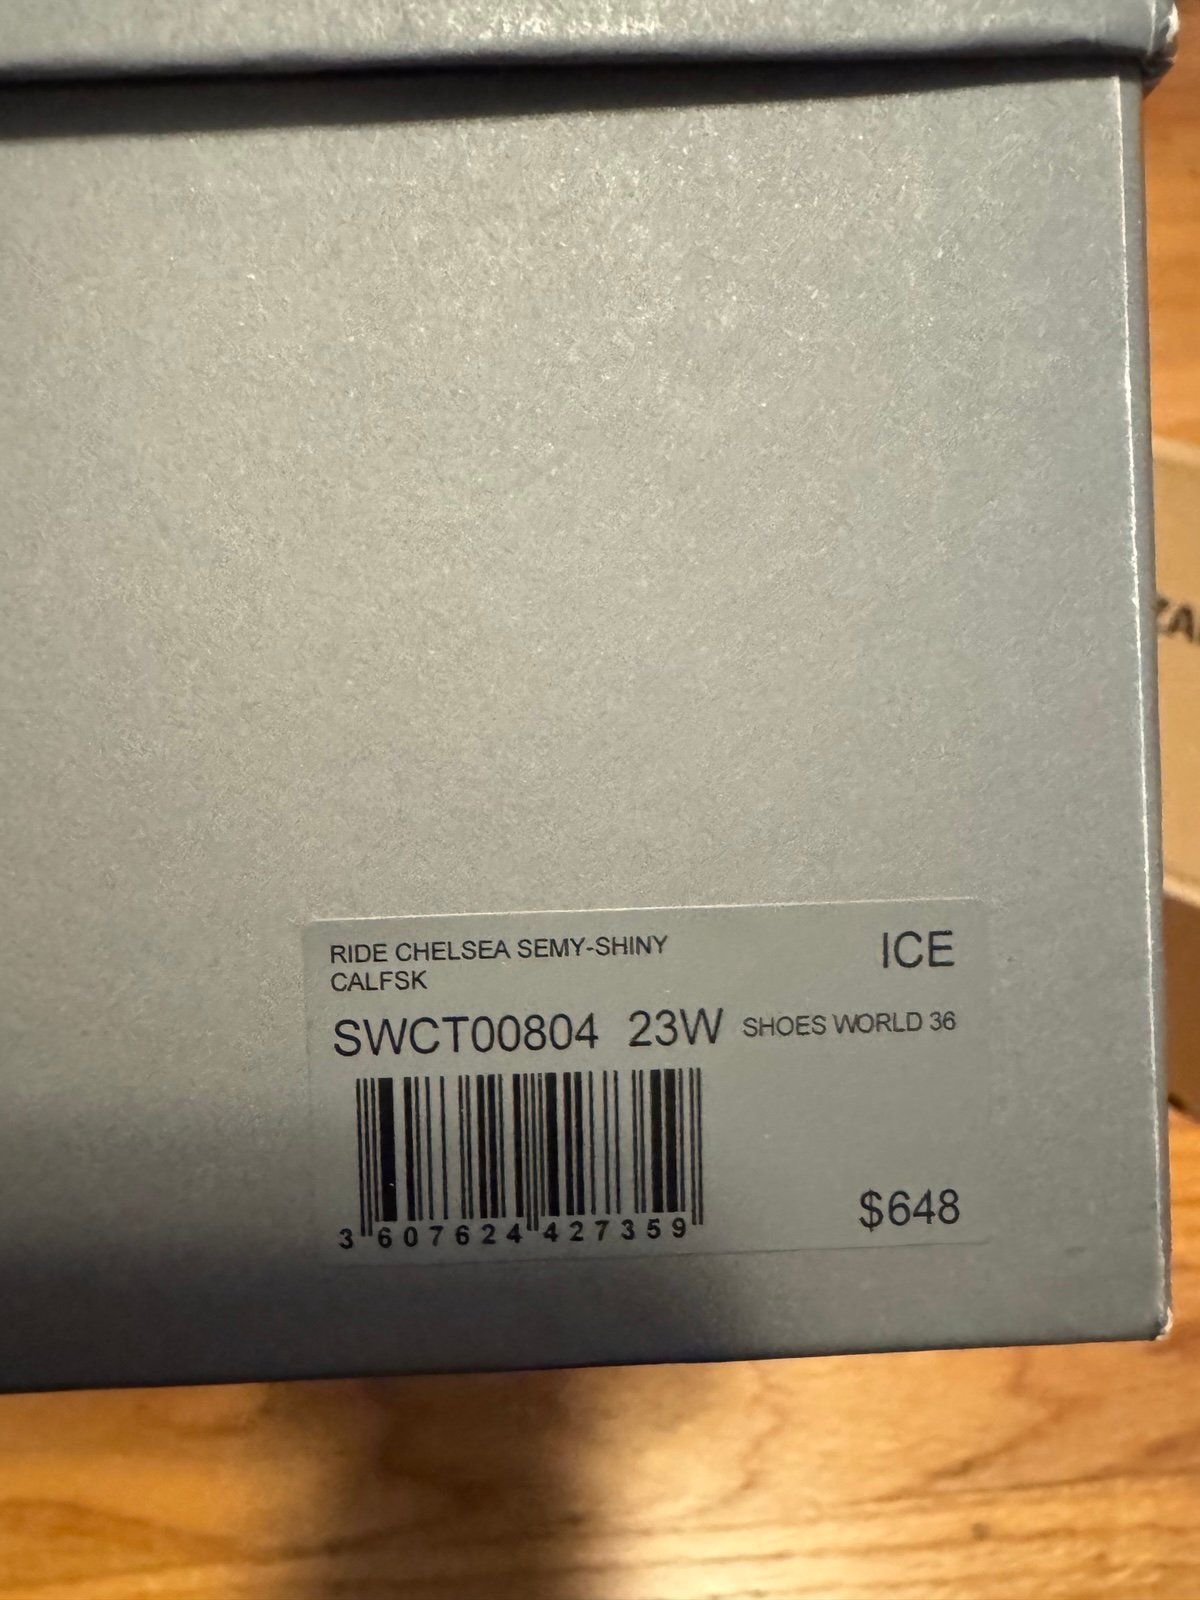 RIDE CHELSEA SEMY-SHINY
CALFSK
ICE
SWCT00804 23W SHOES WORLD 36
3 607624 427359
$648